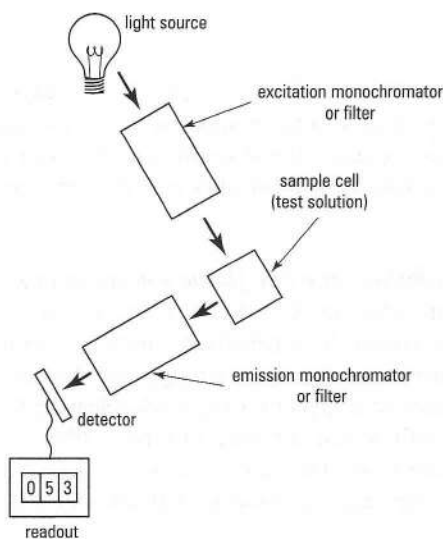 light source
excitation monochromator
or filter
sample cell
(test solution)
emission monochromator
or filter
detector
0 5 3
readout